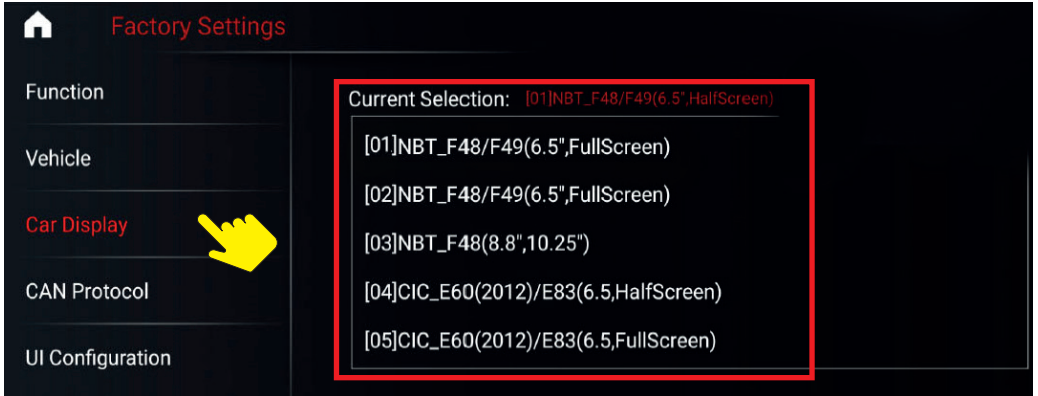 Factory Settings
Function
Vehicle
Car Display
CAN Protocol
UI Configuration
Current Selection: [01]NBT_F48/F49(6.5",HalfScreen)
[01]NBT_F48/F49(6.5",FullScreen)
[02]NBT_F48/F49(6.5",FullScreen)
[03]NBT_F48(8.8",10.25")
[04]CIC_E60(2012)/E83(6.5,HalfScreen)
[05]CIC_E60(2012)/E83(6.5,FullScreen)